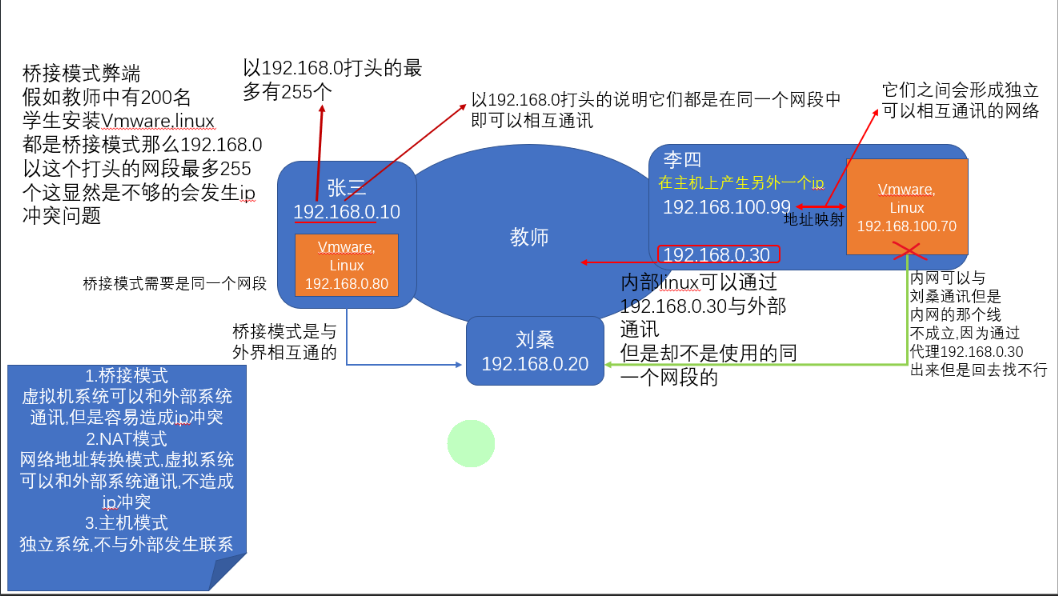 桥接模式弊端
假如教师中有200名
学生安装Vmware,linux
都是桥接模式那么192.168.0
以这个打头的网段最多255
个这显然是不够的会发生ip
冲突问题
以192.168.0打头的最
多有255个
以192.168.0打头的说明它们都是在同一个网段中
即可以相互通讯
它们之间会形成独立
可以相互通讯的网络
张三
192.168.0.10
Vmware,
Linux
192.168.0.80
桥接模式需要是同一个网段
教师
李四
在主机上产生另外一个ip
192.168.100.99
地址映射
Vmware,
Linux
192.168.100.70
192.168.0.30
内部linux可以通过
192.168.0.30与外部
通讯
但是却不是使用的同
一个网段的
内网可以与
刘桑通讯但是
内网的那个线
不成立,因为通过
代理192.168.0.30
出来但是回去找不行
桥接模式是与
外界相互通的
刘桑
192.168.0.20
1.桥接模式
虚拟机系统可以和外部系统
通讯,但是容易造成ip冲突
2.NAT模式
网络地址转换模式,虚拟系统
可以和外部系统通讯,不造成
ip冲突
3.主机模式
独立系统,不与外部发生联系